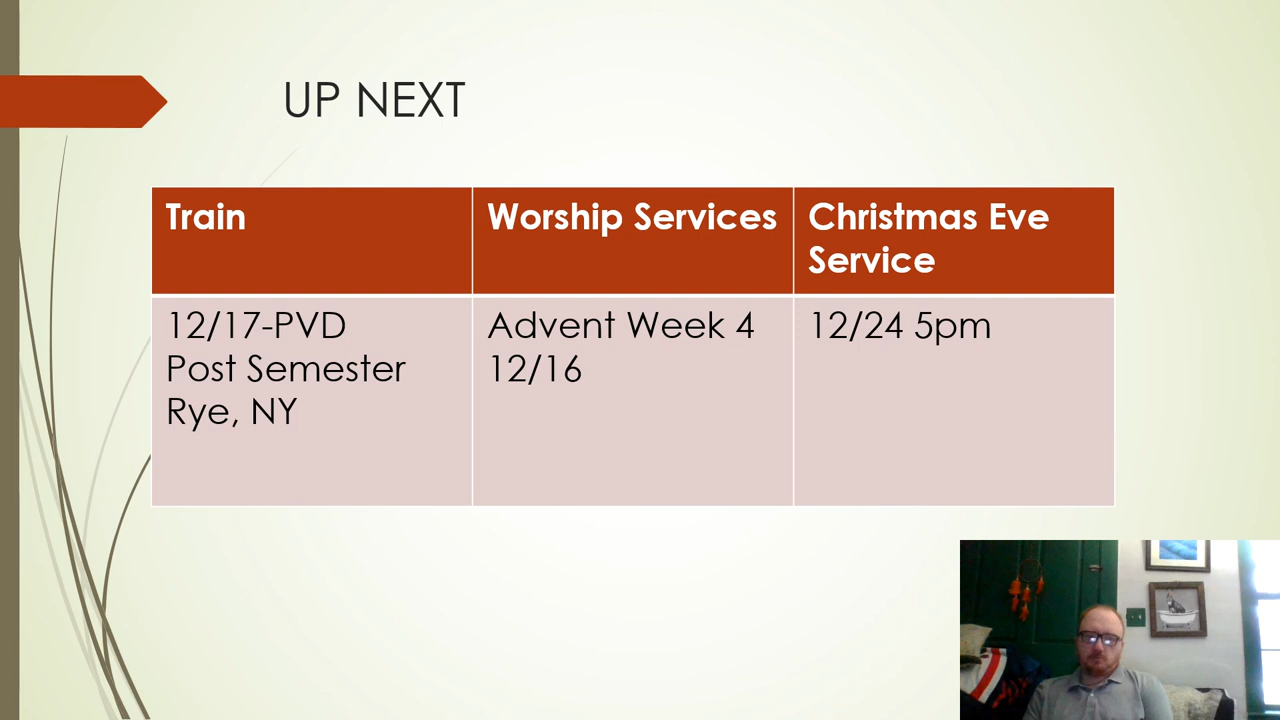 UP NEXT
Train
Worship Services
Christmas Eve
Service
12/17-PVD
Post Semester
Rye, NY
Advent Week 4
12/16
12/24 5pm